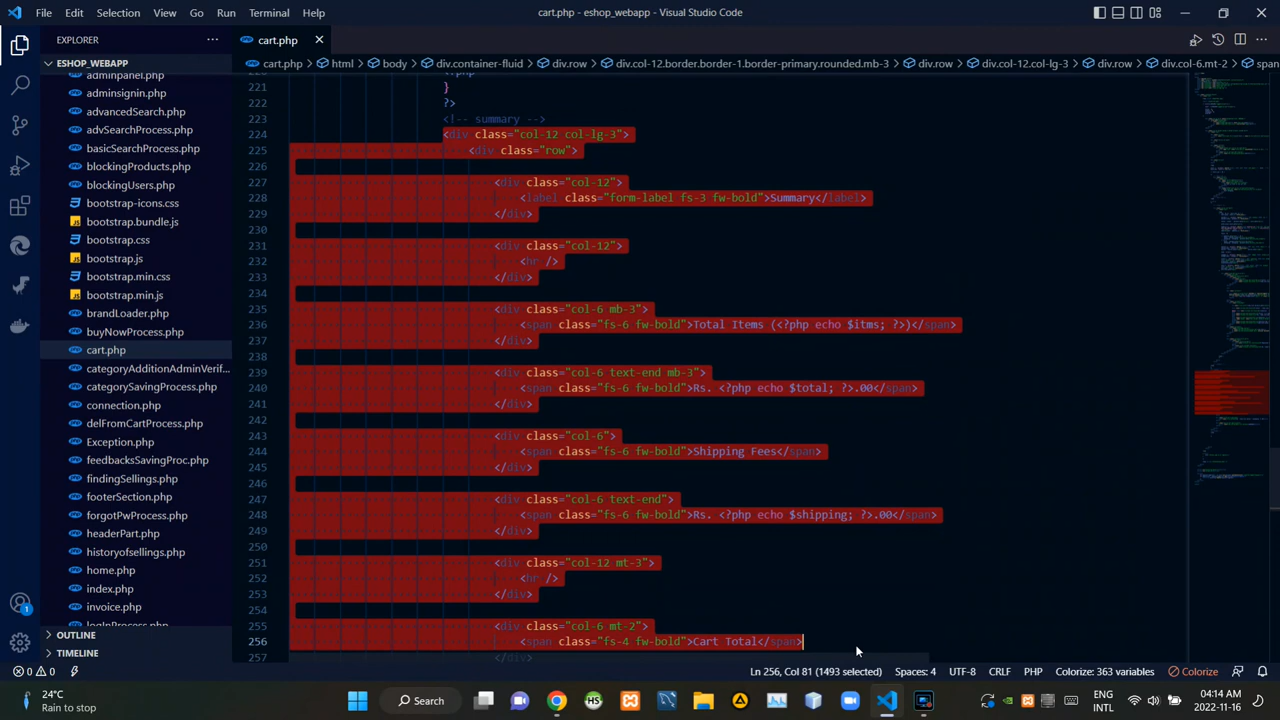 File Edit Selection View Go Run Terminal Help
cart.php - eshop_webapp - Visual Studio Code
EXPLORER
cart.php
ESHOP_WEBAPP
cart.php > html > body > div.container-fluid > div.row > div.col-12.border.border-1.border-primary.rounded.mb-3 > div.row > div.col-12.col-lg-3 > div.row > div.col-6.mt-2 > span
adminpanel.php
adminsignin.php
advancedSearch.php
advSearchProcess.php
basicSearchProcess.php
blockingProducts.php
blockingUsers.php
bootstrap-icons.css
bootstrap.bundle.js
bootstrap.css
bootstrap.js
bootstrap.min.css
bootstrap.min.js
brandLoader.php
buyNowProcess.php
cart.php
categoryAdditionAdminVerif...
categorySavingProcess.php
connection.php
delFromCartProcess.php
Exception.php
feedbacksSavingProc.php
findingSellings.php
footerSection.php
forgotPwProcess.php
headerPart.php
historyofsellings.php
home.php
index.php
invoice.php
logInProcess.php
OUTLINE
TIMELINE
220 <?php
221 }
222 ?>
223 <!-- summary -->
224 <div class="col-12 col-lg-3">
225 <div class="row">
226
227 <div class="col-12">
228 <label class="form-label fs-3 fw-bold">Summary</label>
229 </div>
230
231 <div class="col-12">
232 <hr />
233 </div>
234
235 <div class="col-6 mb-3">
236 <span class="fs-6 fw-bold">Total Items (<?php echo $itms; ?>)</span>
237 </div>
238
239 <div class="col-6 text-end mb-3">
240 <span class="fs-6 fw-bold">Rs. <?php echo $total; ?>.00</span>
241 </div>
242
243 <div class="col-6">
244 <span class="fs-6 fw-bold">Shipping Fees</span>
245 </div>
246
247 <div class="col-6 text-end">
248 <span class="fs-6 fw-bold">Rs. <?php echo $shipping; ?>.00</span>
249 </div>
250
251 <div class="col-12 mt-3">
252 <hr />
253 </div>
254
255 <div class="col-6 mt-2">
256 <span class="fs-4 fw-bold">Cart Total</span>
257 </div>
0 0 Ln 256, Col 81 (1493 selected) Spaces: 4 UTF-8 CRLF PHP Colorize: 363 variables Colorize
1
24°C
Rain to stop
Search
HS
ENG
INTL
04:14 AM
2022-11-16